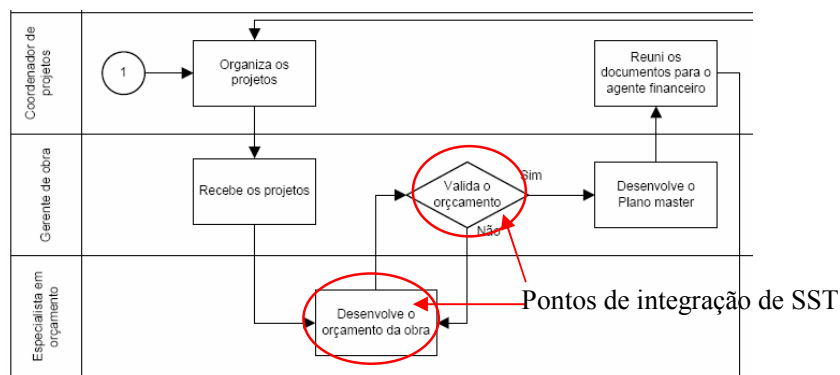 Coordenador de
projetos
1
Organiza os
projetos
Reuni os
documentos para o
agente financeiro
Gerente de obra
Recebe os projetos
Valida o
orçcamento
Sim
Não
Desenvolve o
Plano master
Especialista em
orçamento
Desenvolve o
orçamento da obra
Pontos de integração de SST